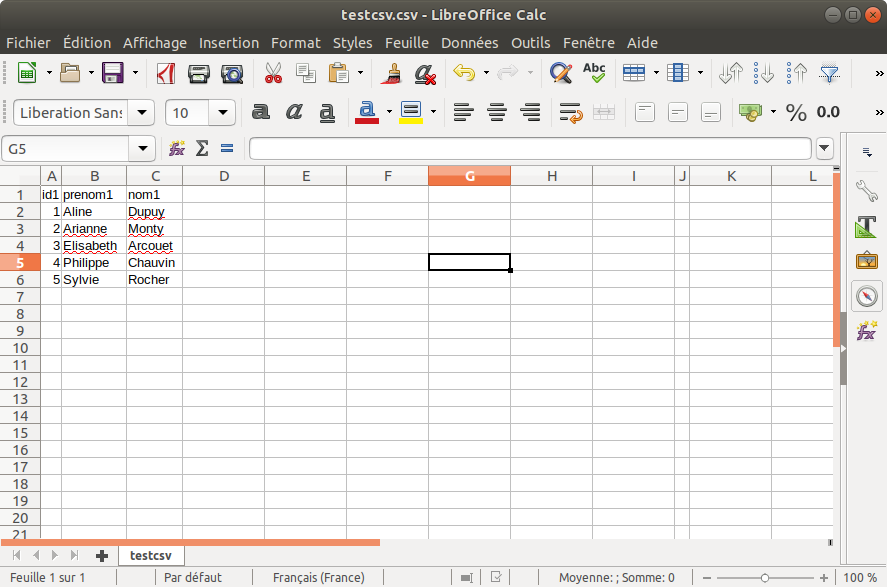 testcsv.csv - LibreOffice Calc
Fichier Édition Affichage Insertion Format Styles Feuille Données Outils Fenêtre Aide
Abc
»
Liberation Sans 10 a a a a % 0.0 »
G5 fx Σ =
A B C D E F G H I J K L
1 id1 prenom1 nom1
2 1 Aline Dupuy
3 2 Arianne Monty
4 3 Elisabeth Arcouet
5 4 Philippe Chauvin
6 5 Sylvie Rocher
7
8
9
10
11
12
13
14
15
16
17
18
19
20
21
T
fx
testcsv
Feuille 1 sur 1 Par défaut Français (France) Moyenne: ; Somme: 0 100 %